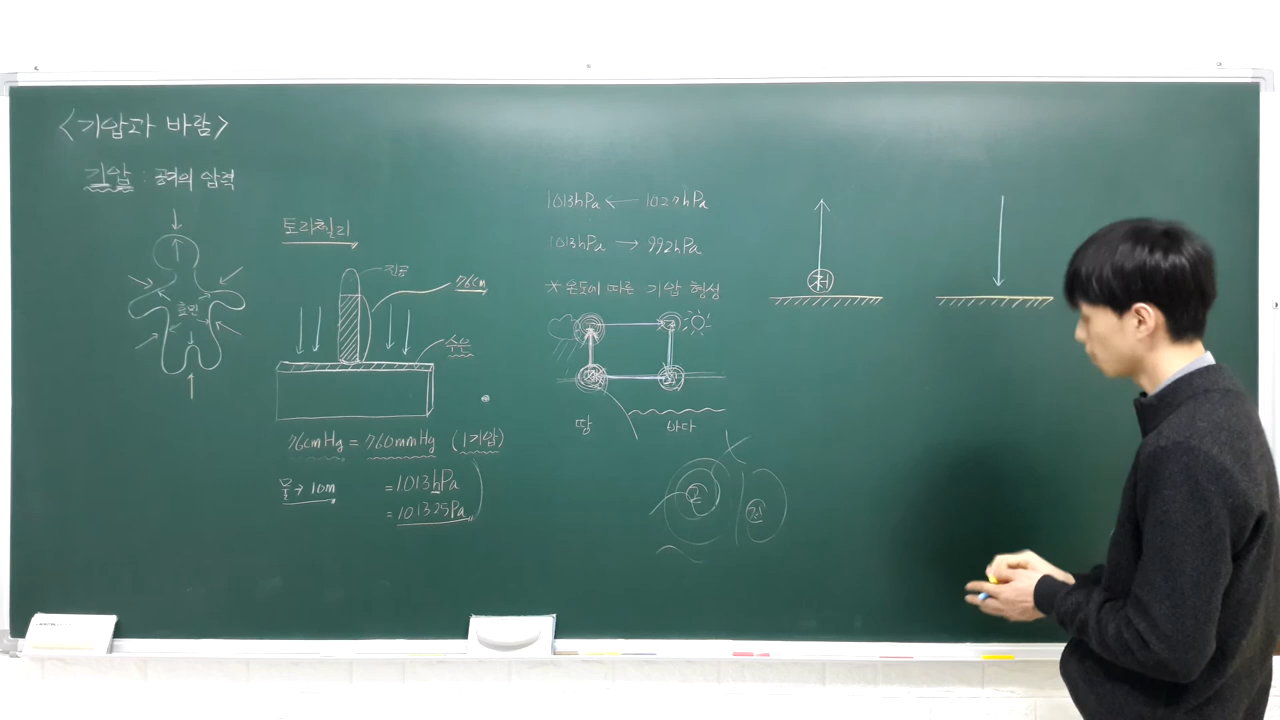 <기압과 바람>
기압 : 공기의 압력
토리첼리
진공
76cm
수은
76cmHg = 760mmHg (1기압)
물→10m
=1013hPa
=101325Pa
1013hPa ← 1027hPa
1013hPa → 992hPa
*온도에 따른 기압 형성
땅
바다
고
저
저